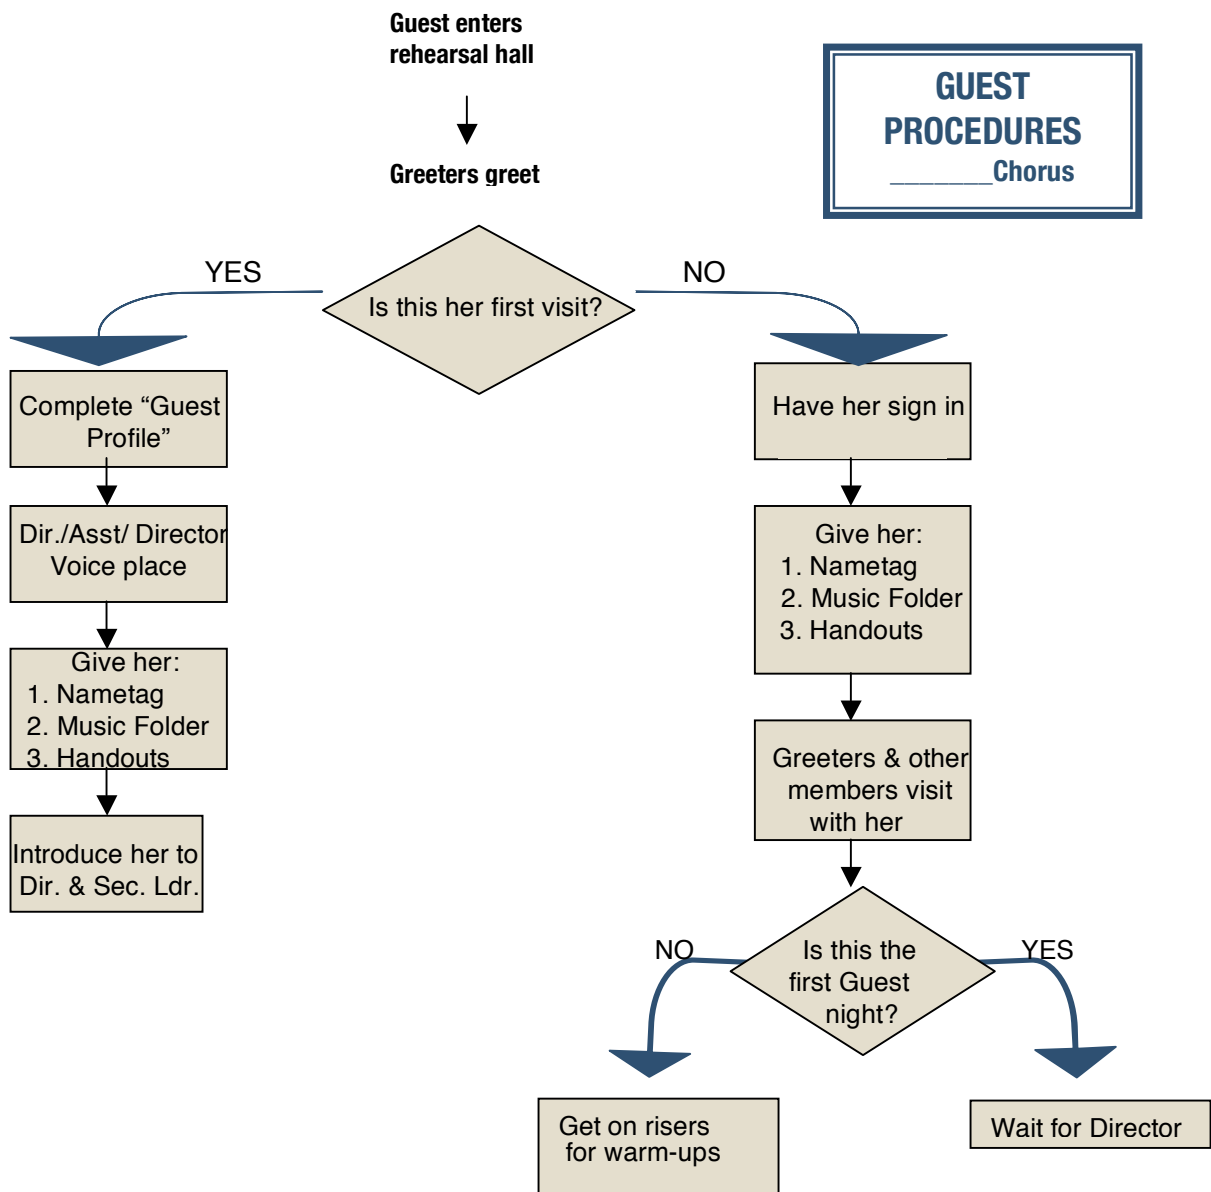 Guest enters
rehearsal hall
GUEST
PROCEDURES
_______Chorus
Greeters greet
YES
NO
Is this her first visit?
Complete “Guest
Profile”
Have her sign in
Dir./Asst/ Director
Voice place
Give her:
1. Nametag
2. Music Folder
3. Handouts
Give her:
1. Nametag
2. Music Folder
3. Handouts
Introduce her to
Dir. & Sec. Ldr.
Greeters & other
members visit
with her
NO
YES
Is this the
first Guest
night?
Get on risers
for warm-ups
Wait for Director